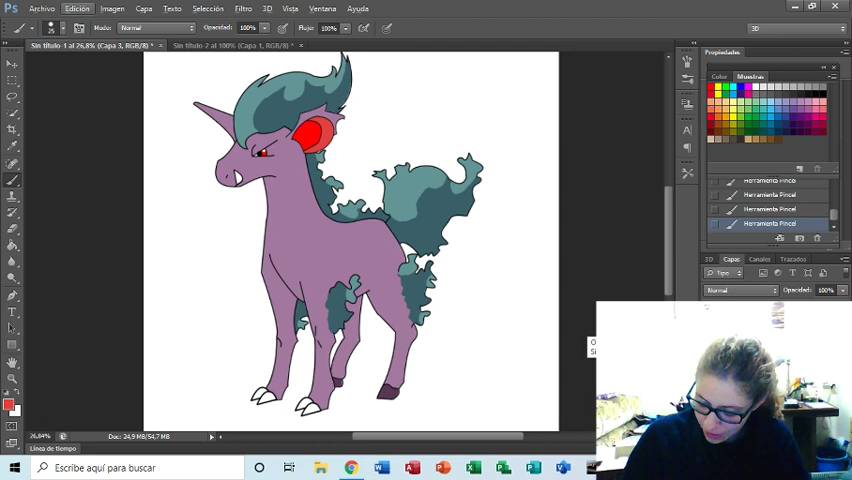 Ps Archivo Edición Imagen Capa Texto Selección Filtro 3D Vista Ventana Ayuda
25 Modo: Normal Opacidad: 100% Flujo: 100% 3D
Sin título-1 al 26,8% (Capa 3, RGB/8) * × Sin título-2 al 100% (Capa 1, RGB/8) * ×
Propiedades
Color Muestras
Herramienta Pincel
Herramienta Pincel
Herramienta Pincel
Herramienta Pincel
3D Capas Canales Trazados
Tipo
Normal Opacidad: 100%
26,84% Doc: 24,9 MB/54,7 MB
Línea de tiempo
Escribe aquí para buscar